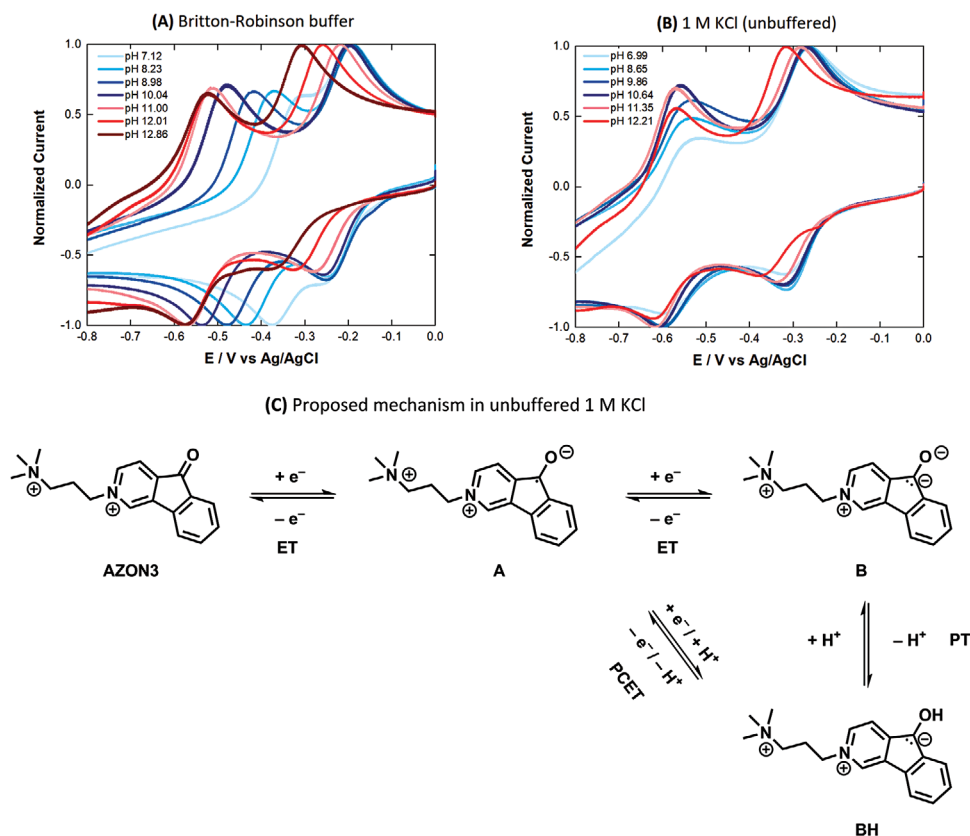 (A) Britton-Robinson buffer
1.0
0.5
0.0
-0.5
-1.0
Normalized Current
pH 7.12
pH 8.23
pH 8.98
pH 10.04
pH 11.00
pH 12.01
pH 12.86
-0.8 -0.7 -0.6 -0.5 -0.4 -0.3 -0.2 -0.1 0.0
E / V vs Ag/AgCl
(B) 1 M KCl (unbuffered)
1.0
0.5
0.0
-0.5
-1.0
Normalized Current
pH 6.99
pH 8.65
pH 9.86
pH 10.64
pH 11.35
pH 12.21
-0.8 -0.7 -0.6 -0.5 -0.4 -0.3 -0.2 -0.1 0.0
E / V vs Ag/AgCl
(C) Proposed mechanism in unbuffered 1 M KCl
N
⊕
N
⊕
O
AZON3
+ e⁻
– e⁻
ET
N
⊕
N
⊕
O ⊖
A
+ e⁻
– e⁻
ET
N
⊕
N
⊕
O ⊖
⊖
B
+ e⁻/ + H⁺
– e⁻/ – H⁺
PCET
+ H⁺ – H⁺ PT
N
⊕
N
⊕
OH
⊖
BH